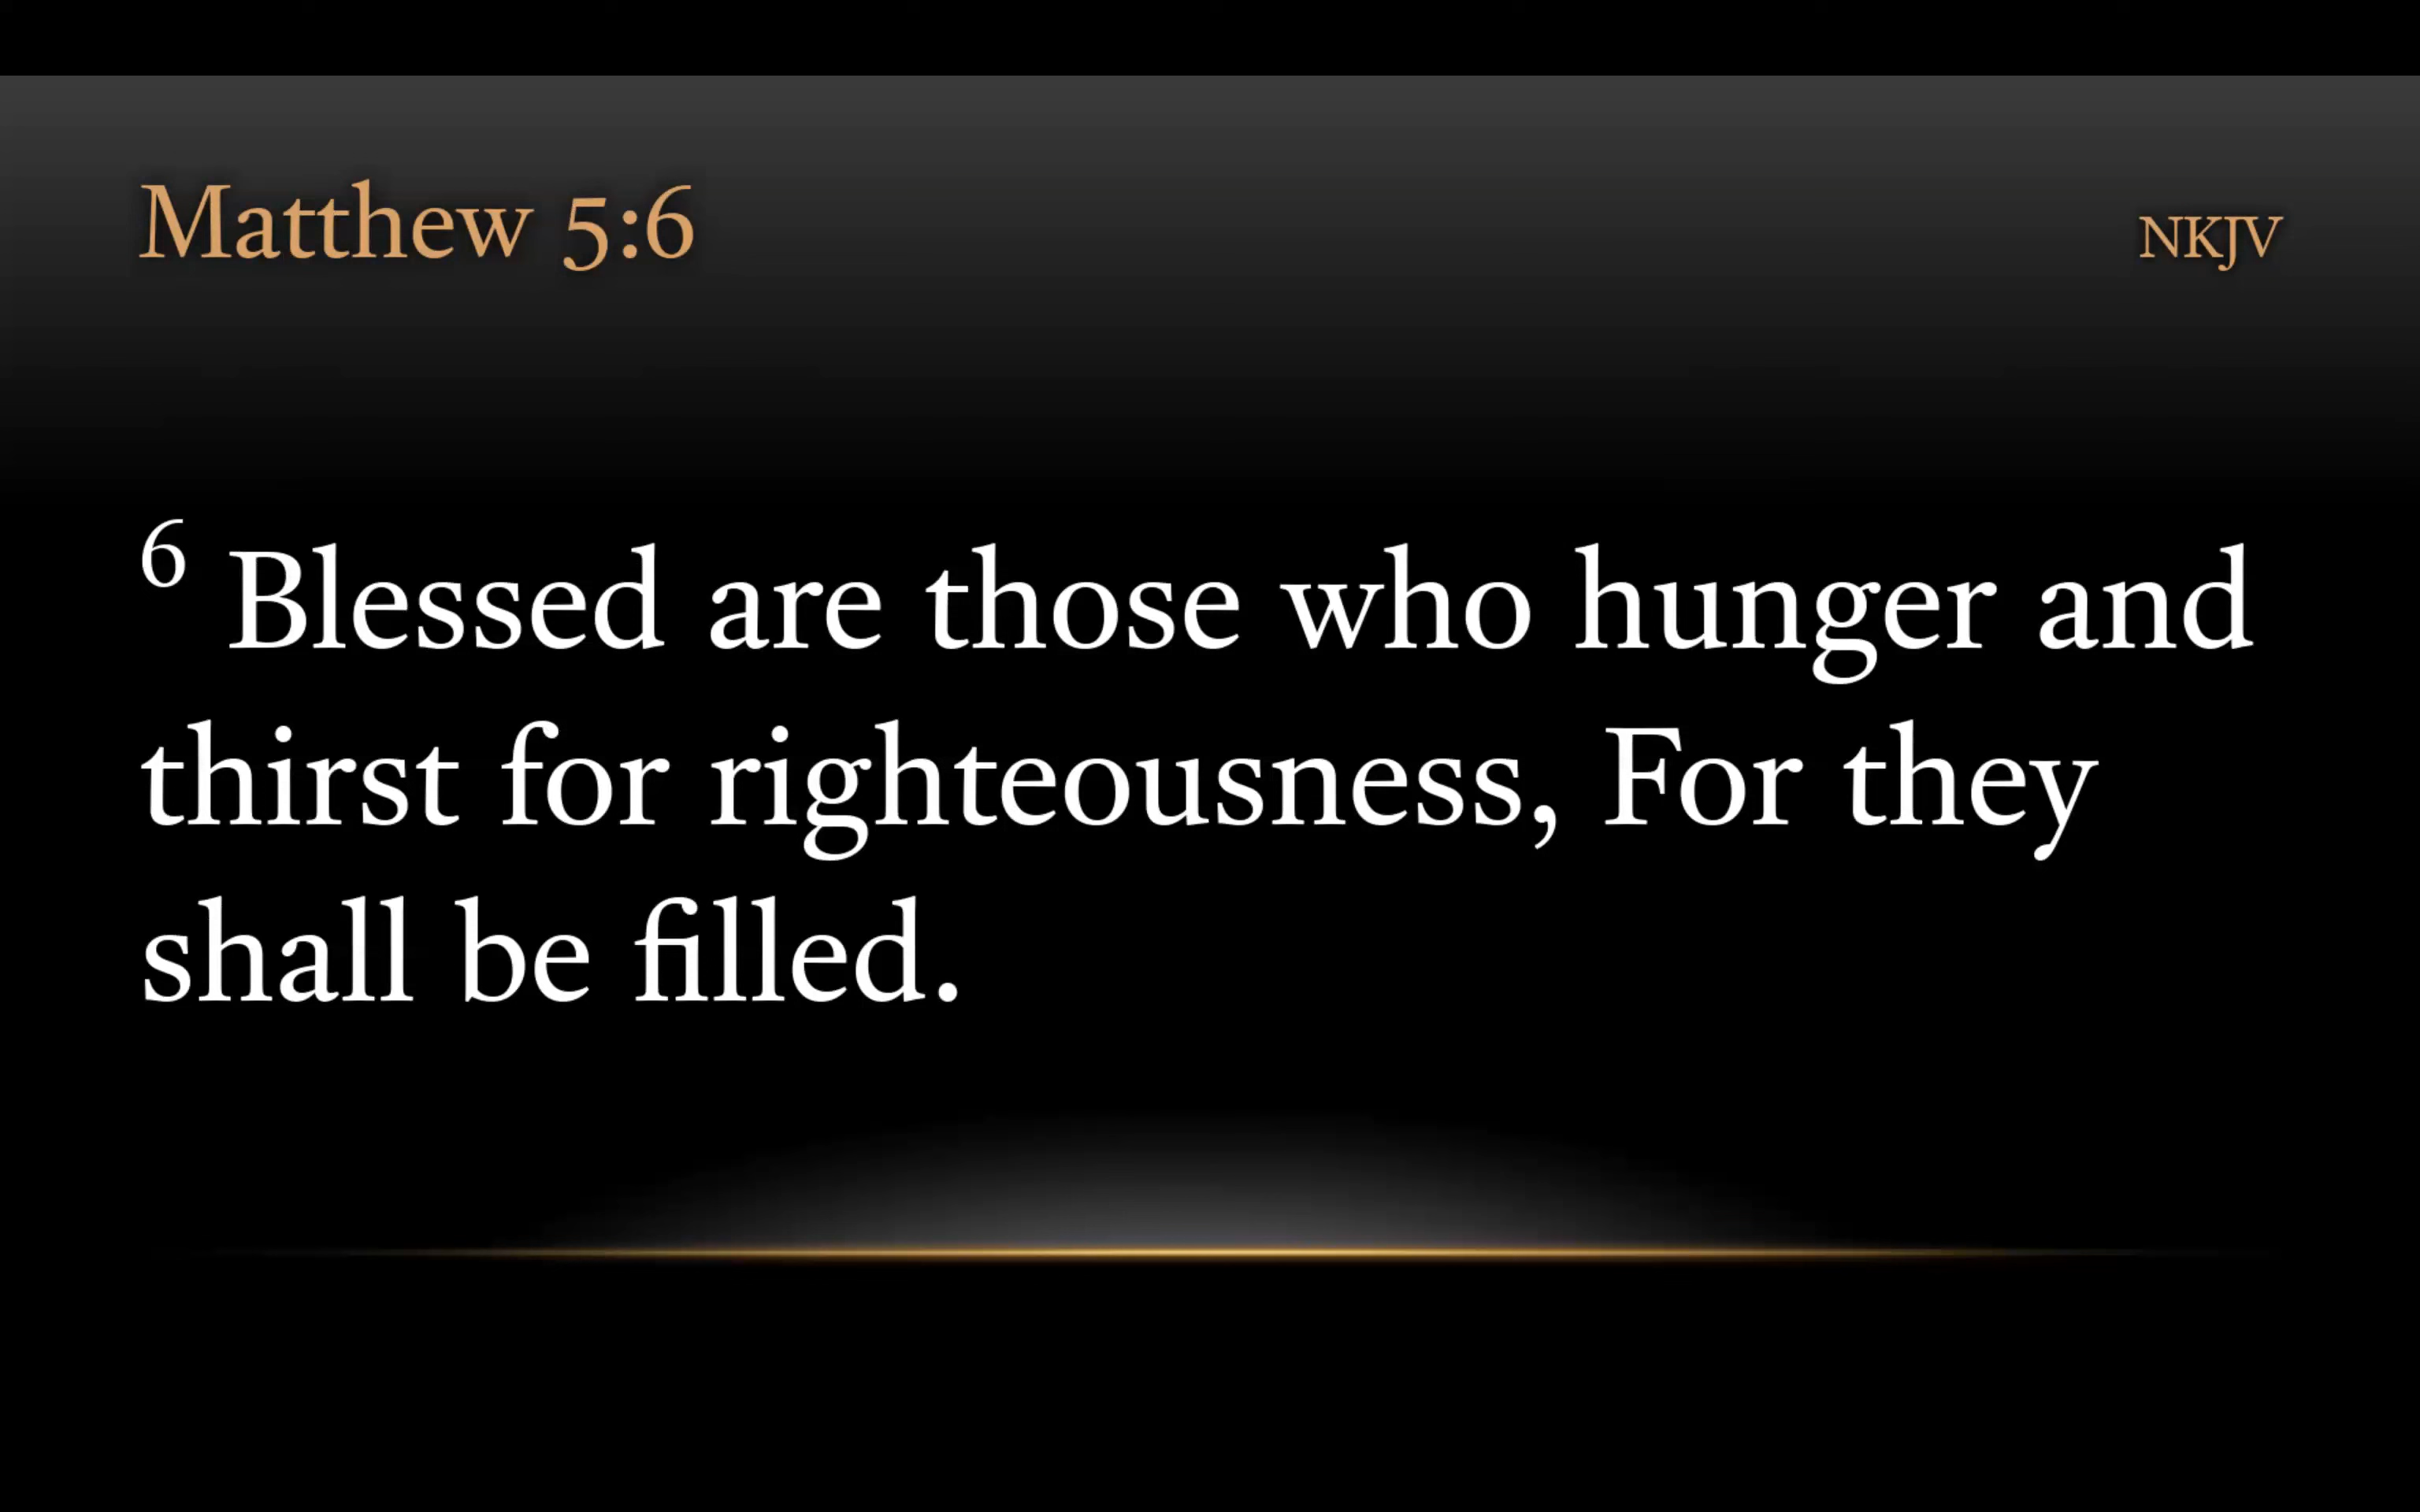 Matthew 5:6
NKJV
6 Blessed are those who hunger and
thirst for righteousness, For they
shall be filled.